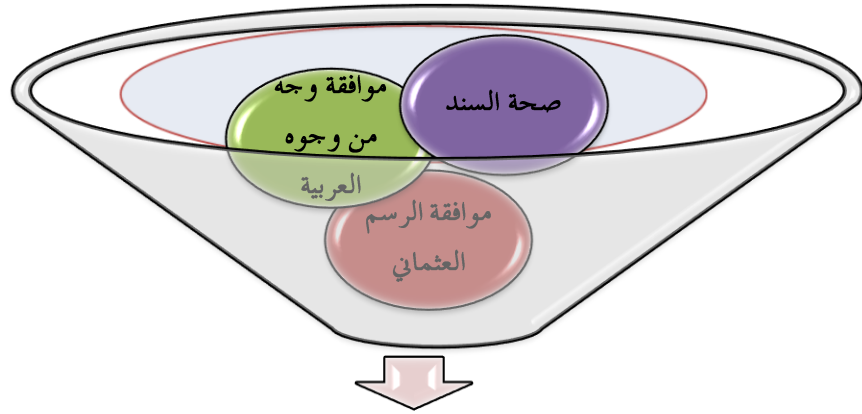 صحة السند
موافقة وجه
من وجوه
العربية
موافقة الرسم
العثماني